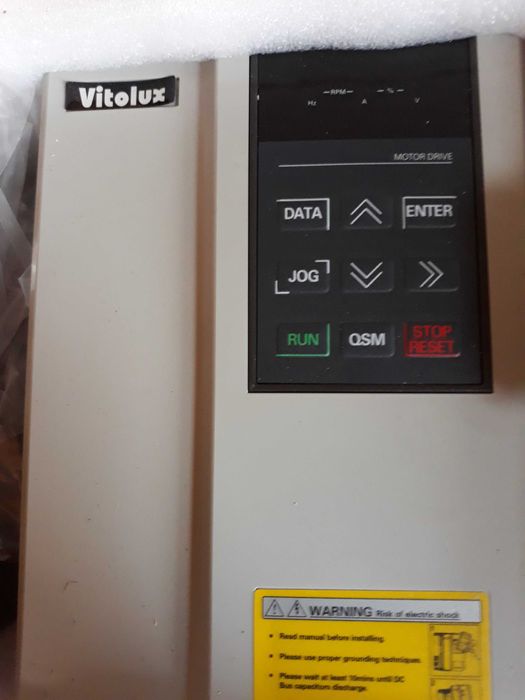 Vitolux
–RPM– –%–
Hz A V
MOTOR DRIVE
DATA ENTER
JOG
RUN QSM STOP
RESET
WARNING Risk of electric shock
• Read manual before installing.
• Please use proper grounding techniques.
• Please wait at least 10mins until DC
Bus capacitors discharge.